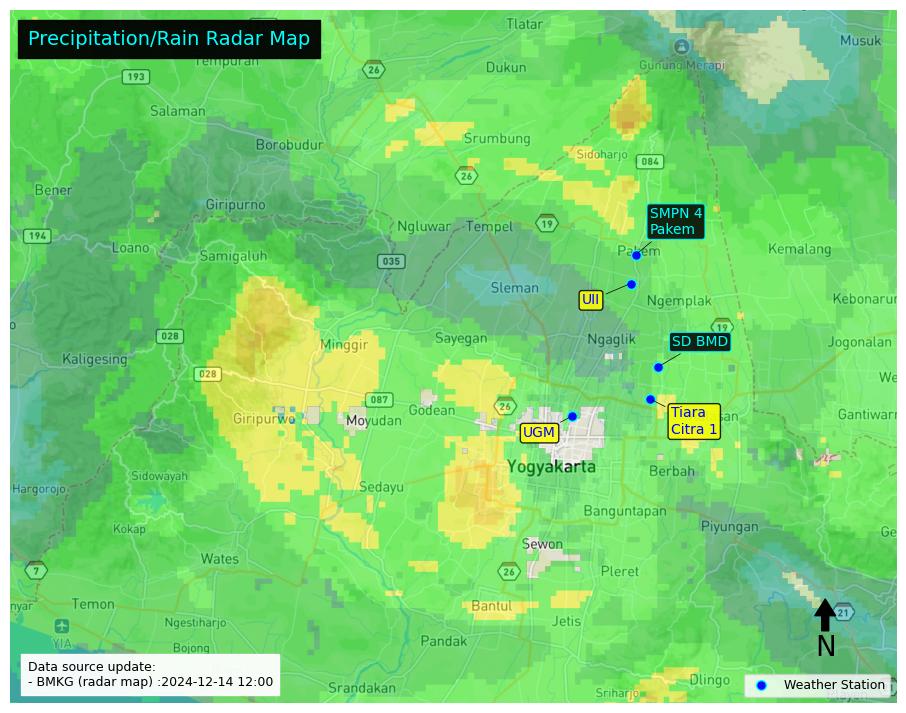 Precipitation/Rain Radar Map
Tlatar
Musuk
Tempuran
193
26
Dukun
Gunung Merapi
Salaman
Borobudur
Srumbung
Sidoharjo
084
26
Bener
Giripurno
SMPN 4
Pakem
194
Loano
Ngluwar
Tempel
19
Samigaluh
035
Pakem
Kemalang
Sleman
UII
Ngemplak
Kebonarum
028
Minggir
Sayegan
Ngaglik
19
SD BMD
Jogonalan
Kaligesing
028
087
Godean
26
Giripurwo
Moyudan
UGM
Tiara
Citra 1
Gantiwarn
Yogyakarta
Berbah
Hargorojo
Sidowayah
Sedayu
Banguntapan
Kokap
Piyungan
Sewon
Wates
7
26
Pleret
Temon
Bantul
21
Ngestiharjo
Jetis
YIA
Bojong
Pandak
N
Data source update:
- BMKG (radar map) :2024-12-14 12:00
Srandakan
Sriharjo
Dlingo
Weather Station